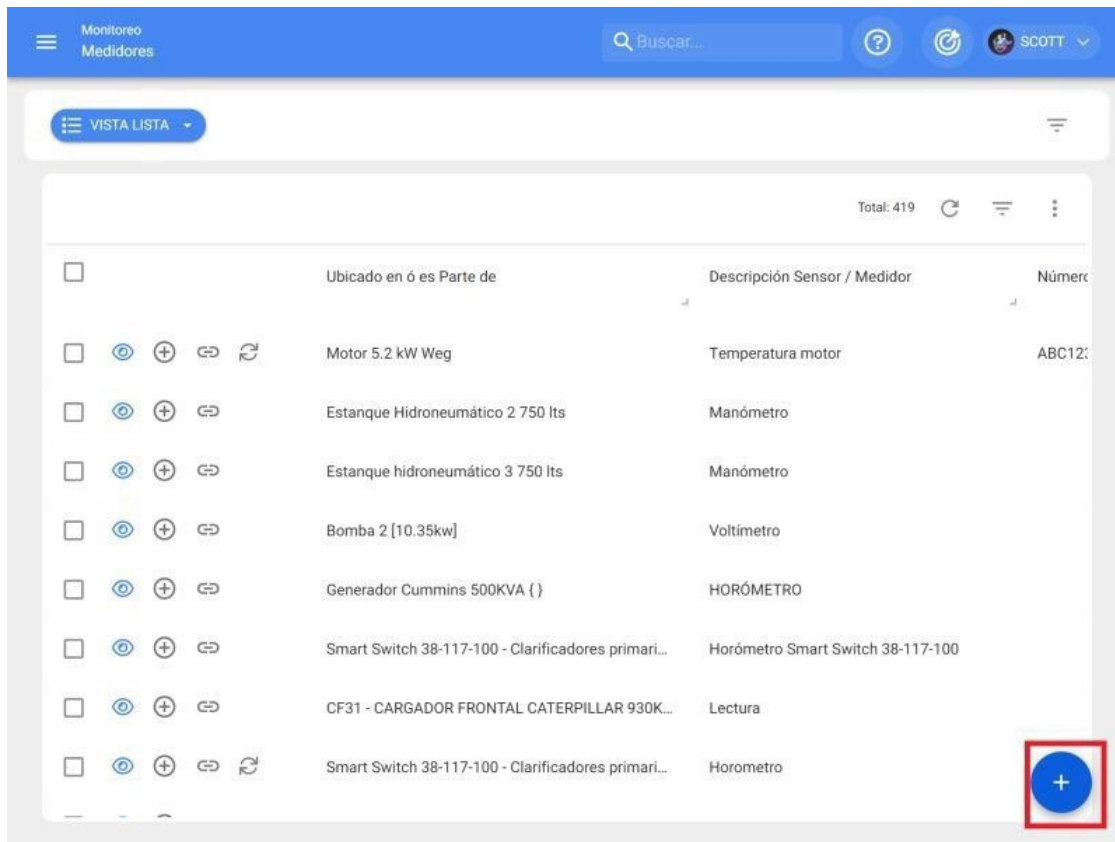 Monitoreo
Medidores
Buscar...
SCOTT
VISTA LISTA
Total: 419
Ubicado en ó es Parte de Descripción Sensor / Medidor Número
Motor 5.2 kW Weg Temperatura motor ABC12
Estanque Hidroneumático 2 750 lts Manómetro
Estanque hidroneumático 3 750 lts Manómetro
Bomba 2 [10.35kw] Voltímetro
Generador Cummins 500KVA { } HORÓMETRO
Smart Switch 38-117-100 - Clarificadores primari... Horómetro Smart Switch 38-117-100
CF31 - CARGADOR FRONTAL CATERPILLAR 930K... Lectura
Smart Switch 38-117-100 - Clarificadores primari... Horometro